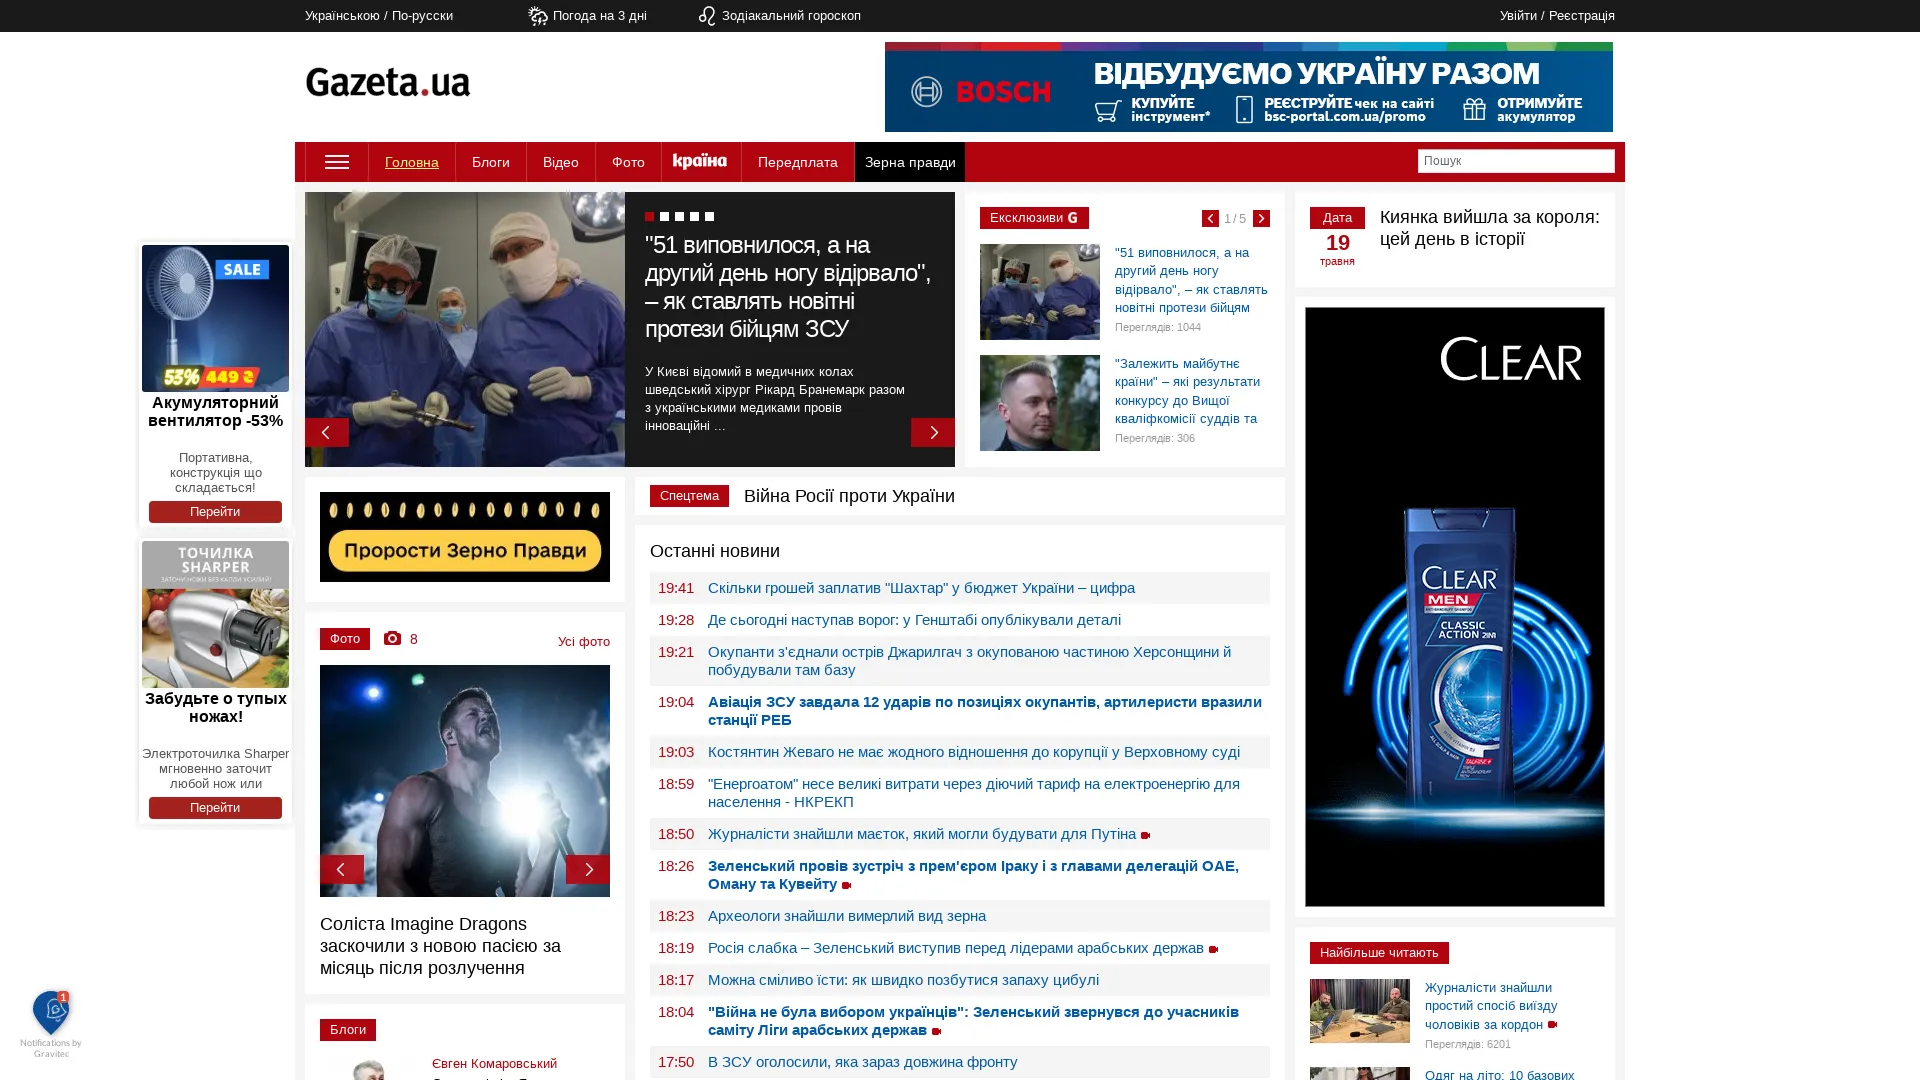 Українською / По-русски
Погода на 3 дні
Зодіакальний гороскоп
Увійти / Реєстрація
Gazeta.ua
BOSCH
ВІДБУДУЄМО УКРАЇНУ РАЗОМ
КУПУЙТЕ
інструмент*
РЕЄСТРУЙТЕ чек на сайті
bsc-portal.com.ua/promo
ОТРИМУЙТЕ
акумулятор
Головна
Блоги
Відео
Фото
країна
Передплата
Зерна правди
Пошук
"51 виповнилося, а на
другий день ногу відірвало",
– як ставлять новітні
протези бійцям ЗСУ
У Києві відомий в медичних колах
шведський хірург Рікард Бранемарк разом
з українськими медиками провів
інноваційні ...
Ексклюзиви G
1 / 5
"51 виповнилося, а на
другий день ногу
відірвало", – як ставлять
новітні протези бійцям
Переглядів: 1044
"Залежить майбутнє
країни" – які результати
конкурсу до Вищої
кваліфкомісії суддів та
Переглядів: 306
Дата
19
травня
Киянка вийшла за короля:
цей день в історії
SALE
53% 449 ₴
Акумуляторний
вентилятор -53%
Портативна,
конструкція що
складається!
Перейти
ТОЧИЛКА
SHARPER
ЗАТОЧИ НОЖИ БЕЗ КАПЛИ УСИЛИЙ!
Забудьте о тупых
ножах!
Электроточилка Sharper
мгновенно заточит
любой нож или
Перейти
Прорости Зерно Правди
Фото
8
Усі фото
Соліста Imagine Dragons
заскочили з новою пасією за
місяць після розлучення
Блоги
Євген Комаровський
Спецтема
Війна Росії проти України
Останні новини
19:41 Скільки грошей заплатив "Шахтар" у бюджет України – цифра
19:28 Де сьогодні наступав ворог: у Генштабі опублікували деталі
19:21 Окупанти з'єднали острів Джарилгач з окупованою частиною Херсонщини й
побудували там базу
19:04 Авіація ЗСУ завдала 12 ударів по позиціях окупантів, артилеристи вразили
станції РЕБ
19:03 Костянтин Жеваго не має жодного відношення до корупції у Верховному суді
18:59 "Енергоатом" несе великі витрати через діючий тариф на електроенергію для
населення - НКРЕКП
18:50 Журналісти знайшли маєток, який могли будувати для Путіна
18:26 Зеленський провів зустріч з прем'єром Іраку і з главами делегацій ОАЕ,
Оману та Кувейту
18:23 Археологи знайшли вимерлий вид зерна
18:19 Росія слабка – Зеленський виступив перед лідерами арабських держав
18:17 Можна сміливо їсти: як швидко позбутися запаху цибулі
18:04 "Війна не була вибором українців": Зеленський звернувся до учасників
саміту Ліги арабських держав
17:50 В ЗСУ оголосили, яка зараз довжина фронту
CLEAR
CLEAR
MEN
CLASSIC
ACTION 2IN1
TAURINE+
Найбільше читають
Журналісти знайшли
простий спосіб виїзду
чоловіків за кордон
Переглядів: 6201
Одяг на літо: 10 базових
1
Notifications by
Gravitec